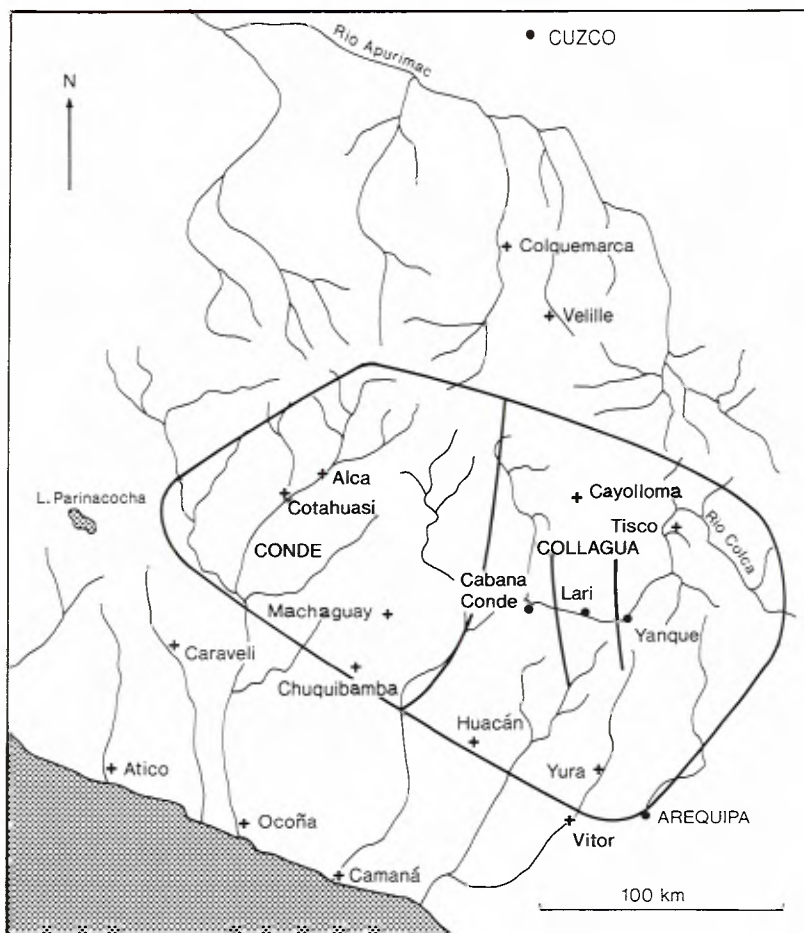 Rio Apurimac
CUZCO
N
Colquemarca
Velille
L. Parinacocha
Alca
Cotahuasi
Cayolloma
Tisco
Rio Colca
CONDE
COLLAGUA
Cabana
Conde
Lari
Machaguay
Yanque
Caraveli
Chuquibamba
Huacán
Atico
Yura
Ocoña
AREQUIPA
Vitor
Camaná
100 km